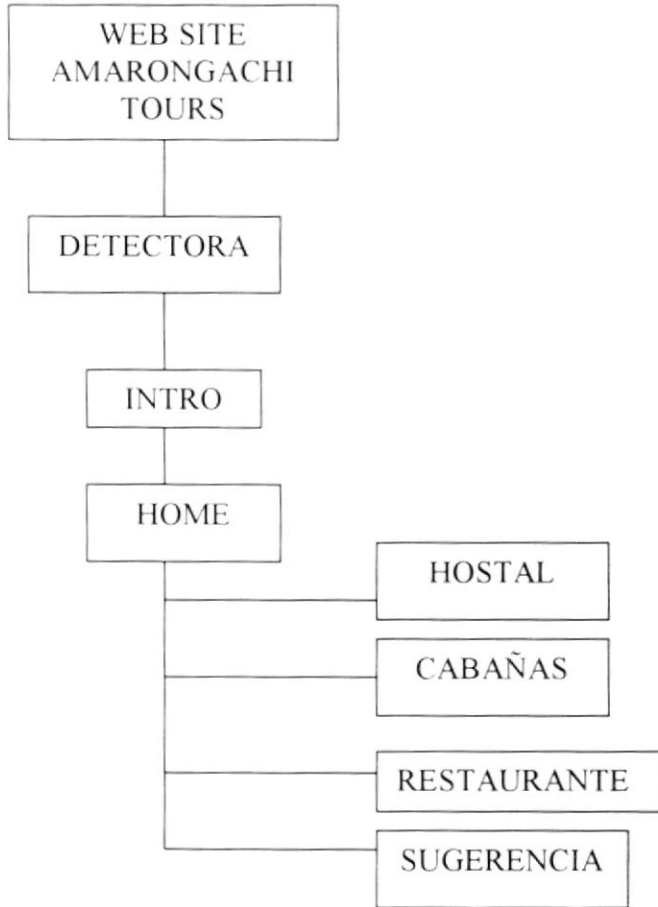 WEB SITE
AMARONGACHI
TOURS
DETECTORA
INTRO
HOME
HOSTAL
CABAÑAS
RESTAURANTE
SUGERENCIA